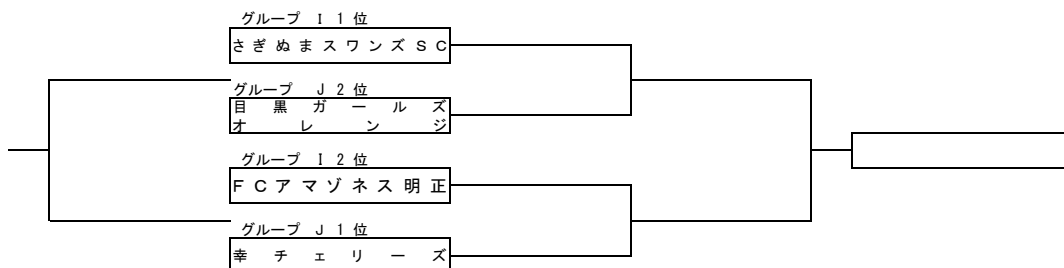 グループ I 1 位
さぎぬまスワンズSC
グループ J 2 位
目黒ガールズ
オレンジ
グループ I 2 位
FCアマゾネス明正
グループ J 1 位
幸チェリーズ